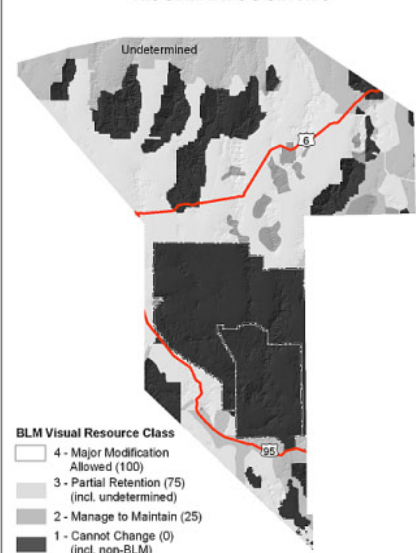 Undetermined
6
95
BLM Visual Resource Class
4 - Major Modification
Allowed (100)
3 - Partial Retention (75)
(incl. undetermined)
2 - Manage to Maintain (25)
1 - Cannot Change (0)
(incl. non-BLM)